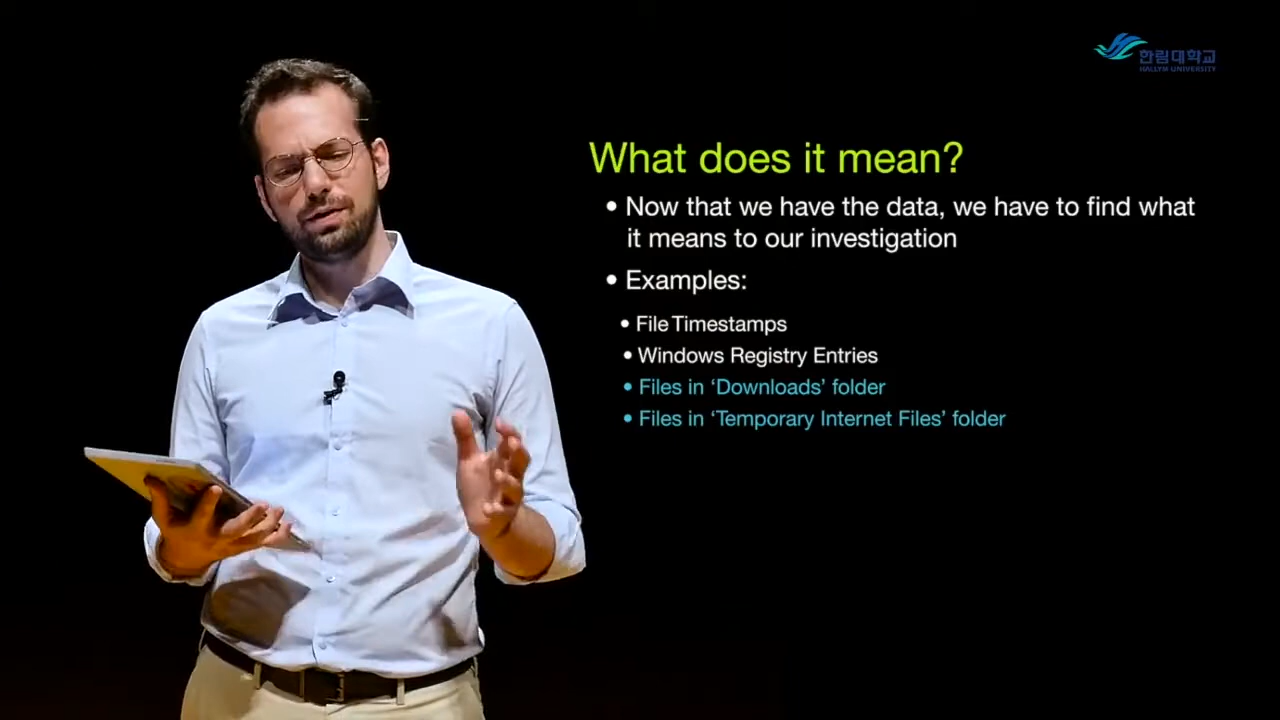 한림대학교
HALLYM UNIVERSITY
What does it mean?
• Now that we have the data, we have to find what
it means to our investigation
• Examples:
• File Timestamps
• Windows Registry Entries
• Files in ‘Downloads’ folder
• Files in ‘Temporary Internet Files’ folder